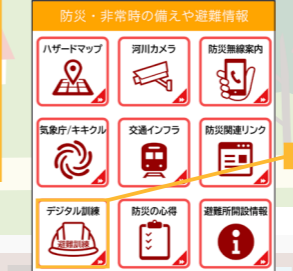 防災・非常時の備えや避難情報
ハザードマップ
河川カメラ
防災無線案内
気象庁/キキクル
交通インフラ
防災関連リンク
デジタル訓練
防災の心得
避難所開設情報
避難訓練